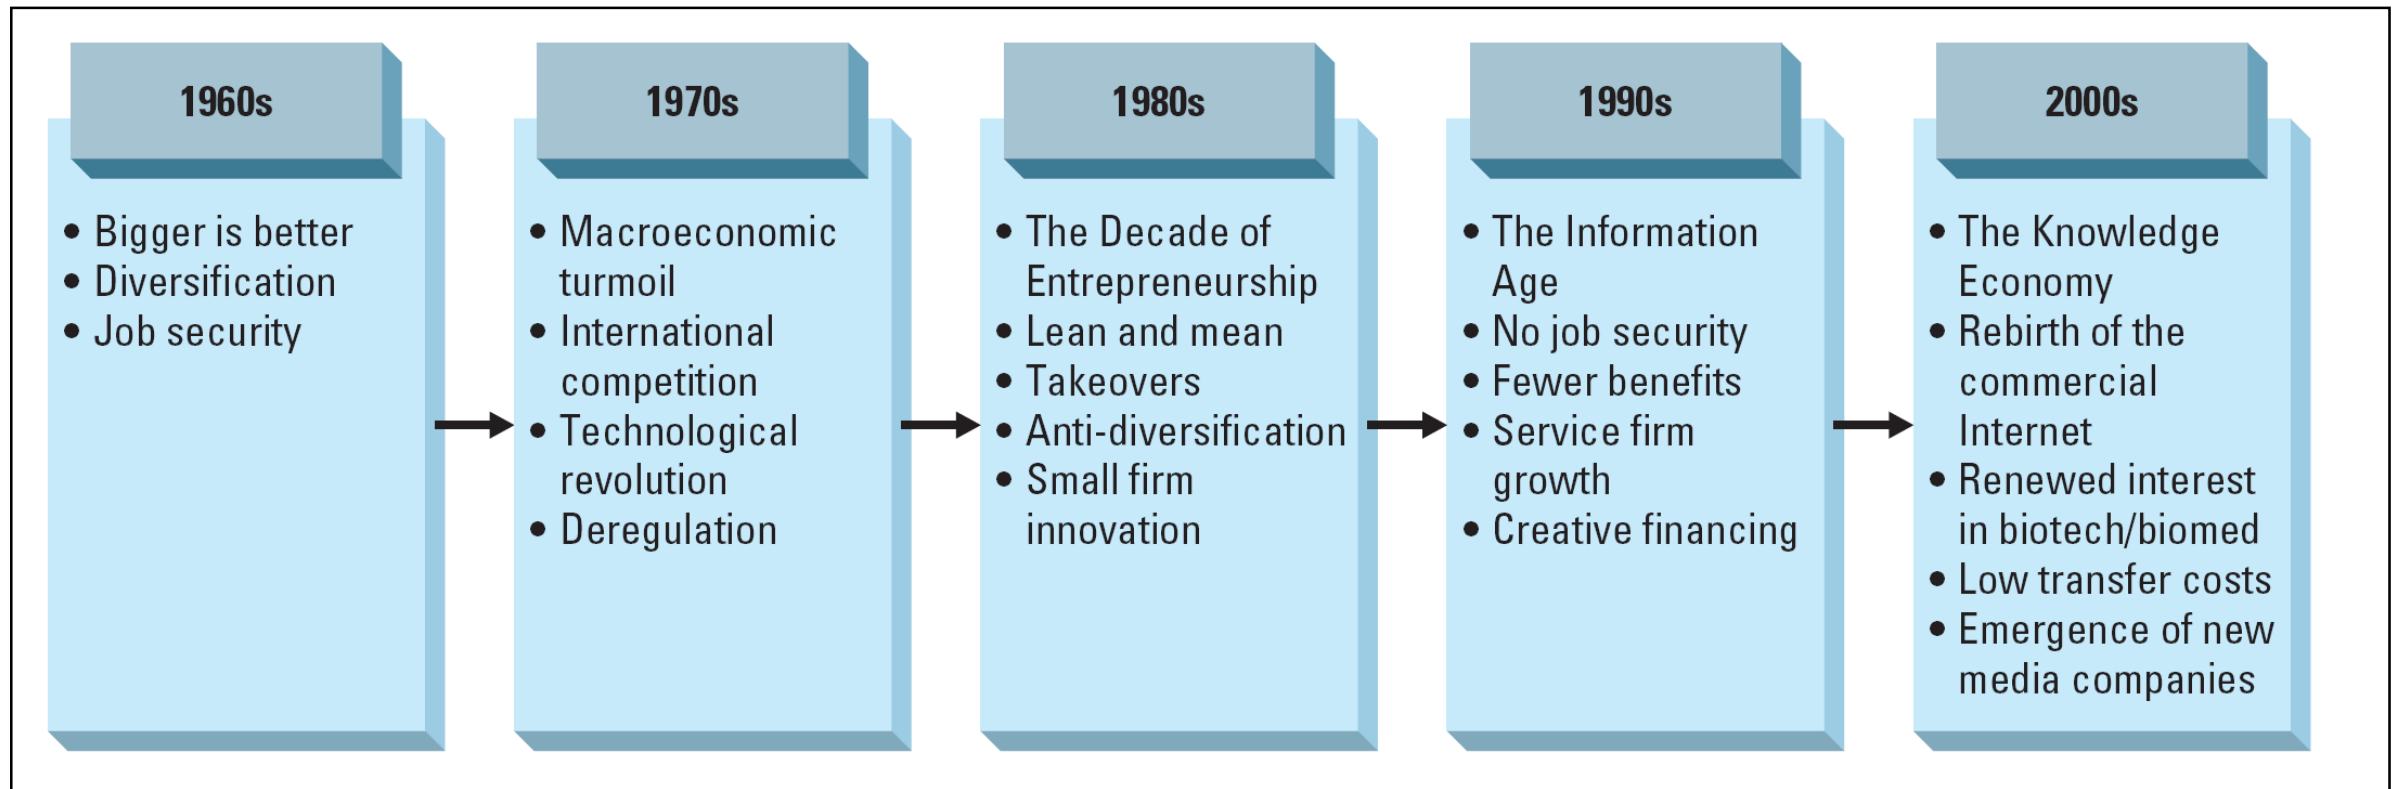 1960s
• Bigger is better
• Diversification
• Job security
1970s
• Macroeconomic
turmoil
• International
competition
• Technological
revolution
• Deregulation
1980s
• The Decade of
Entrepreneurship
• Lean and mean
• Takeovers
• Anti-diversification
• Small firm
innovation
1990s
• The Information
Age
• No job security
• Fewer benefits
• Service firm
growth
• Creative financing
2000s
• The Knowledge
Economy
• Rebirth of the
commercial
Internet
• Renewed interest
in biotech/biomed
• Low transfer costs
• Emergence of new
media companies